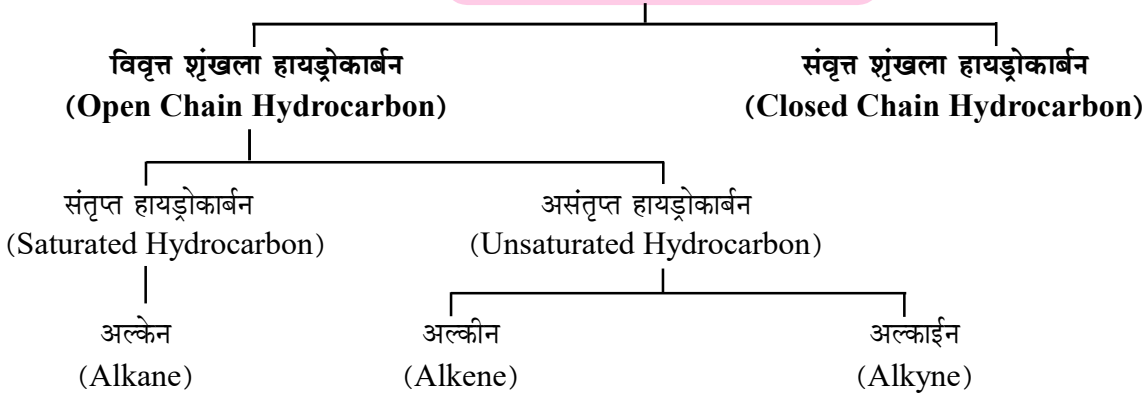 विवृत्त शृंखला हायड्रोकार्बन संवृत्त शृंखला हायड्रोकार्बन
(Open Chain Hydrocarbon) (Closed Chain Hydrocarbon)
संतृप्त हायड्रोकार्बन असंतृप्त हायड्रोकार्बन
(Saturated Hydrocarbon) (Unsaturated Hydrocarbon)
अल्केन अल्कीन अल्काईन
(Alkane) (Alkene) (Alkyne)